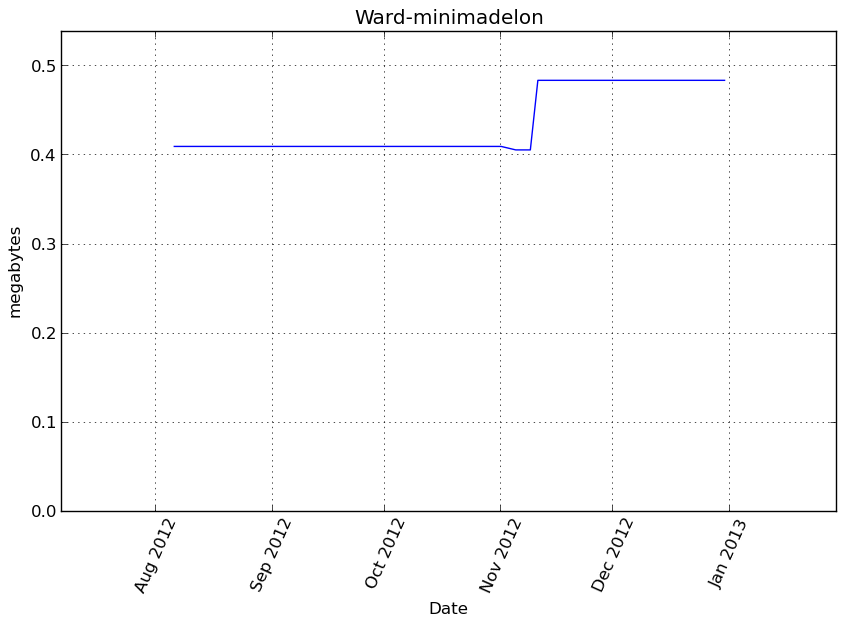 Ward-minimadelon
0.5
0.4
0.3
0.2
0.1
0.0
megabytes
Aug 2012
Sep 2012
Oct 2012
Nov 2012
Dec 2012
Jan 2013
Date